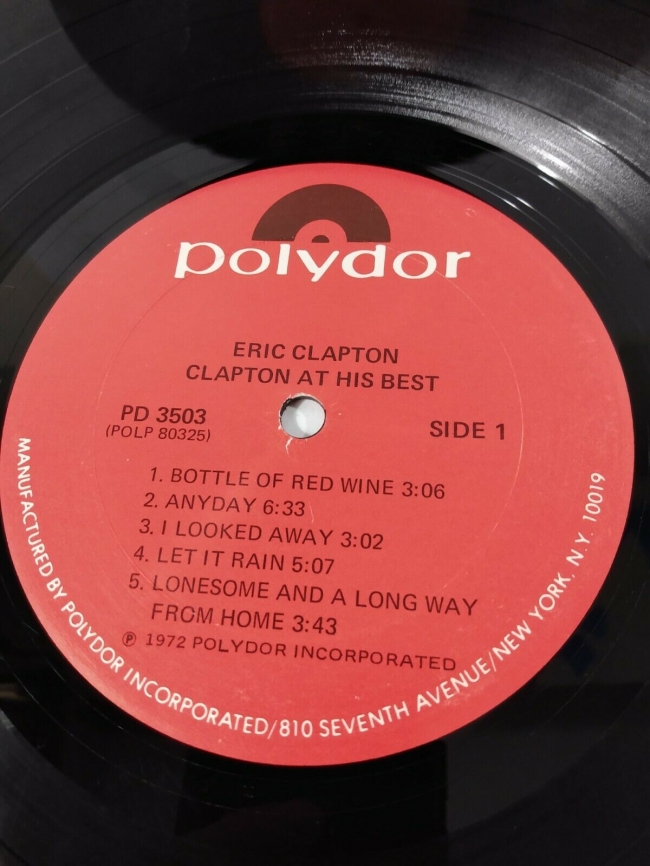 polydor
ERIC CLAPTON
CLAPTON AT HIS BEST
PD 3503
(POLP 80325)
SIDE 1
1. BOTTLE OF RED WINE 3:06
2. ANYDAY 6:33
3. I LOOKED AWAY 3:02
4. LET IT RAIN 5:07
5. LONESOME AND A LONG WAY
FROM HOME 3:43
℗ 1972 POLYDOR INCORPORATED
MANUFACTURED BY POLYDOR INCORPORATED/810 SEVENTH AVENUE/NEW YORK, N.Y. 10019